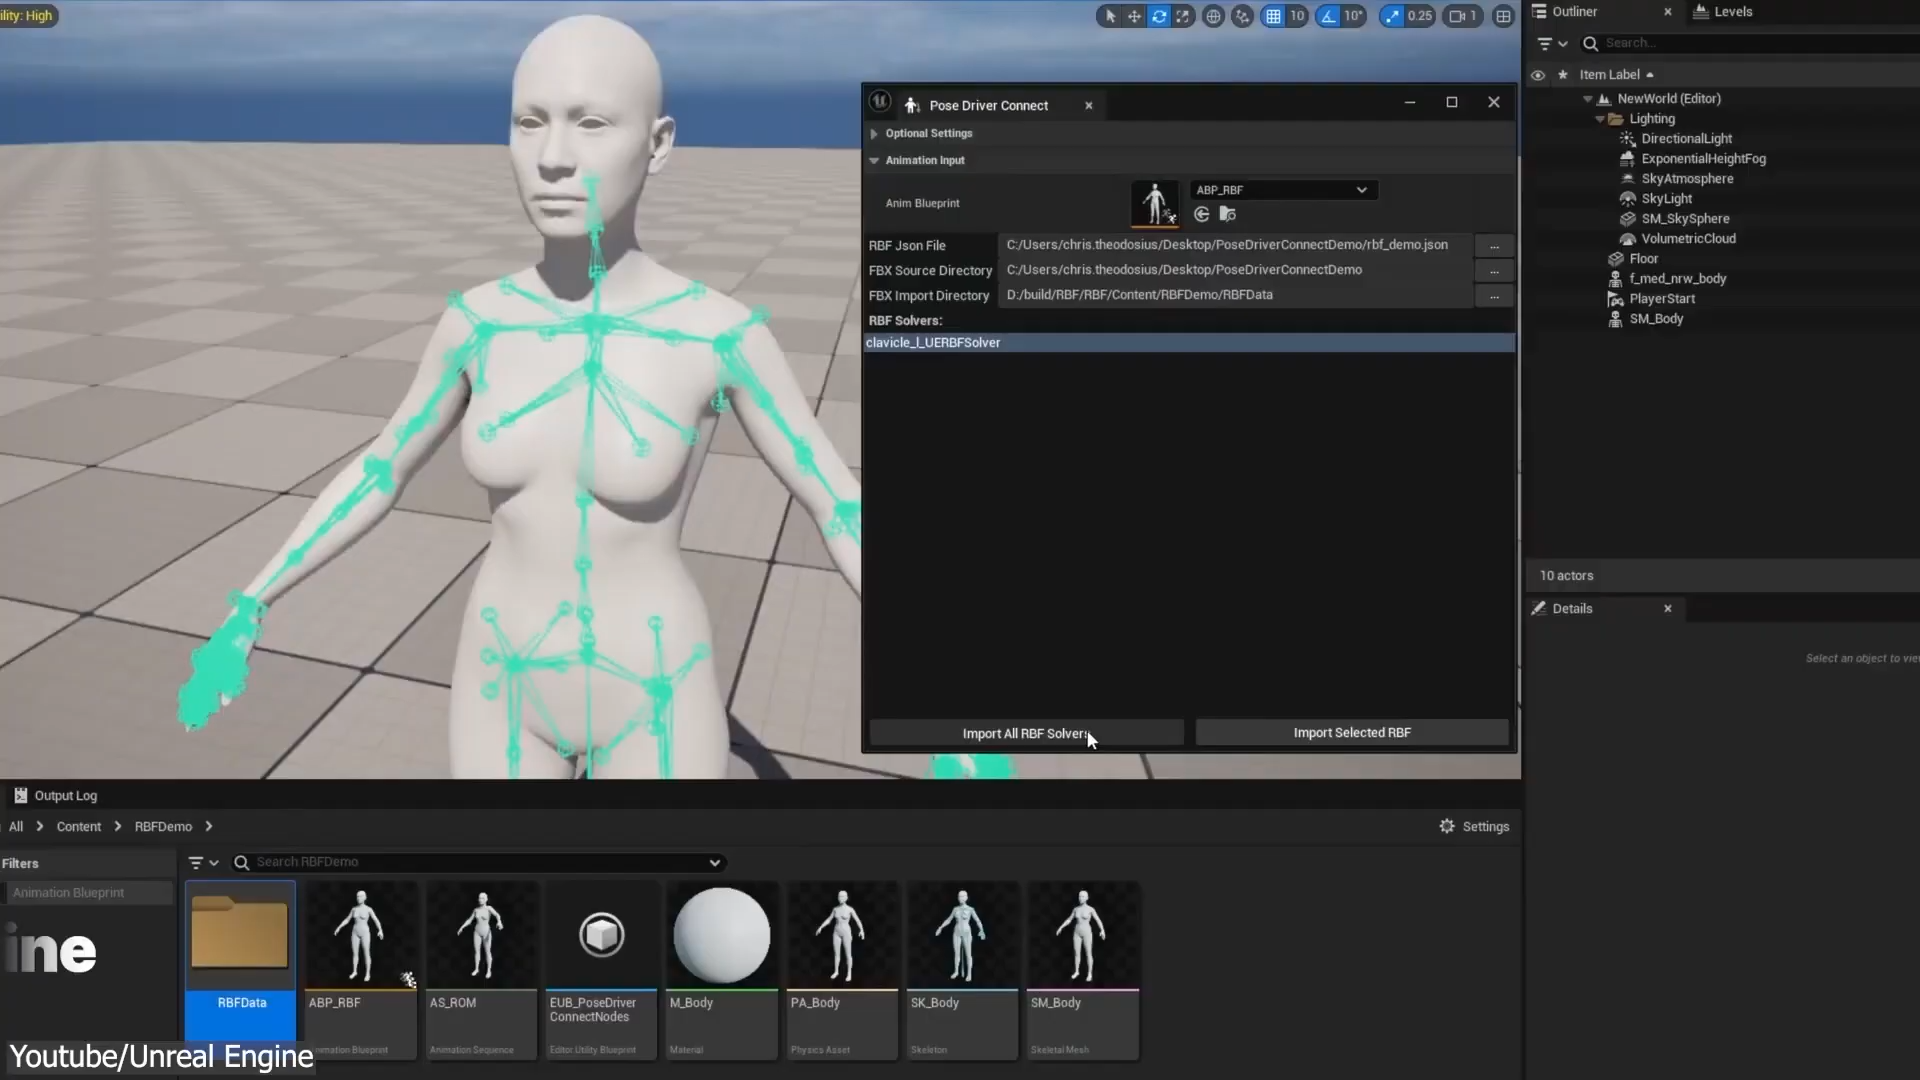 ility: High
10
10°
0.25
1
Outliner
Levels
Search...
Item Label
NewWorld (Editor)
Lighting
DirectionalLight
ExponentialHeightFog
SkyAtmosphere
SkyLight
SM_SkySphere
VolumetricCloud
Floor
f_med_nrw_body
PlayerStart
SM_Body
10 actors
Details
Select an object to view
Pose Driver Connect
Optional Settings
Animation Input
Anim Blueprint
ABP_RBF
RBF Json File
C:/Users/chris.theodosius/Desktop/PoseDriverConnectDemo/rbf_demo.json
...
FBX Source Directory
C:/Users/chris.theodosius/Desktop/PoseDriverConnectDemo
...
FBX Import Directory
D:/build/RBF/RBF/Content/RBFDemo/RBFData
...
RBF Solvers:
clavicle_l_UERBFSolver
Import All RBF Solvers
Import Selected RBF
Output Log
All > Content > RBFDemo >
Settings
Filters
Search RBFDemo
Animation Blueprint
ine
RBFData
ABP_RBF
nimation Blueprint
AS_ROM
Animation Sequence
EUB_PoseDriver
ConnectNodes
Editor Utility Blueprint
M_Body
Material
PA_Body
Physics Asset
SK_Body
Skeleton
SM_Body
Skeletal Mesh
Youtube/Unreal Engine